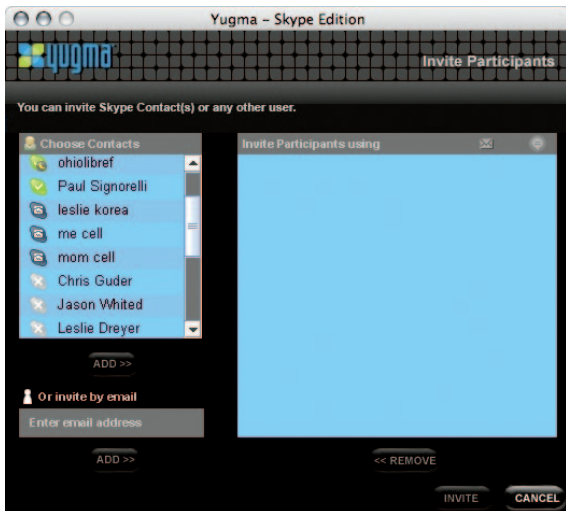 Yugma – Skype Edition
yugma
Invite Participants
You can invite Skype Contact(s) or any other user.
Choose Contacts
ohiolibref
Paul Signorelli
leslie korea
me cell
mom cell
Chris Guder
Jason Whited
Leslie Dreyer
ADD >>
Or invite by email
Enter email address
ADD >>
Invite Participants using
<< REMOVE
INVITE CANCEL